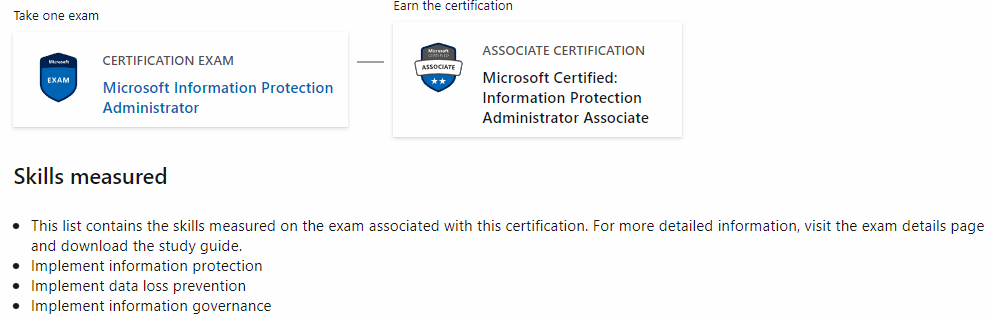 Take one exam
Earn the certification
Microsoft
EXAM
CERTIFICATION EXAM
Microsoft Information Protection
Administrator
Microsoft
CERTIFIED
ASSOCIATE
ASSOCIATE CERTIFICATION
Microsoft Certified:
Information Protection
Administrator Associate
Skills measured
• This list contains the skills measured on the exam associated with this certification. For more detailed information, visit the exam details page
and download the study guide.
• Implement information protection
• Implement data loss prevention
• Implement information governance